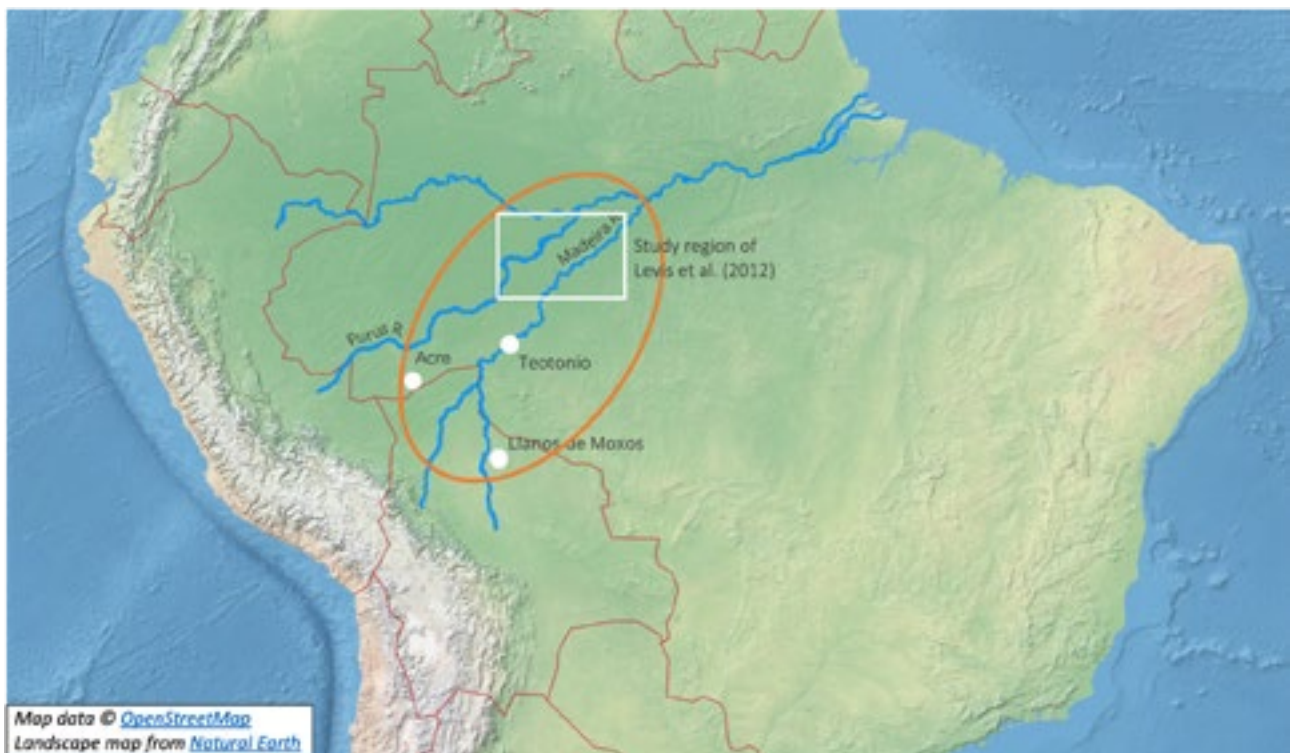 Madeira R
Study region of
Levis et al. (2012)
Purus R
Acre
Teotonio
Llanos de Moxos
Map data © OpenStreetMap
Landscape map from Natural Earth